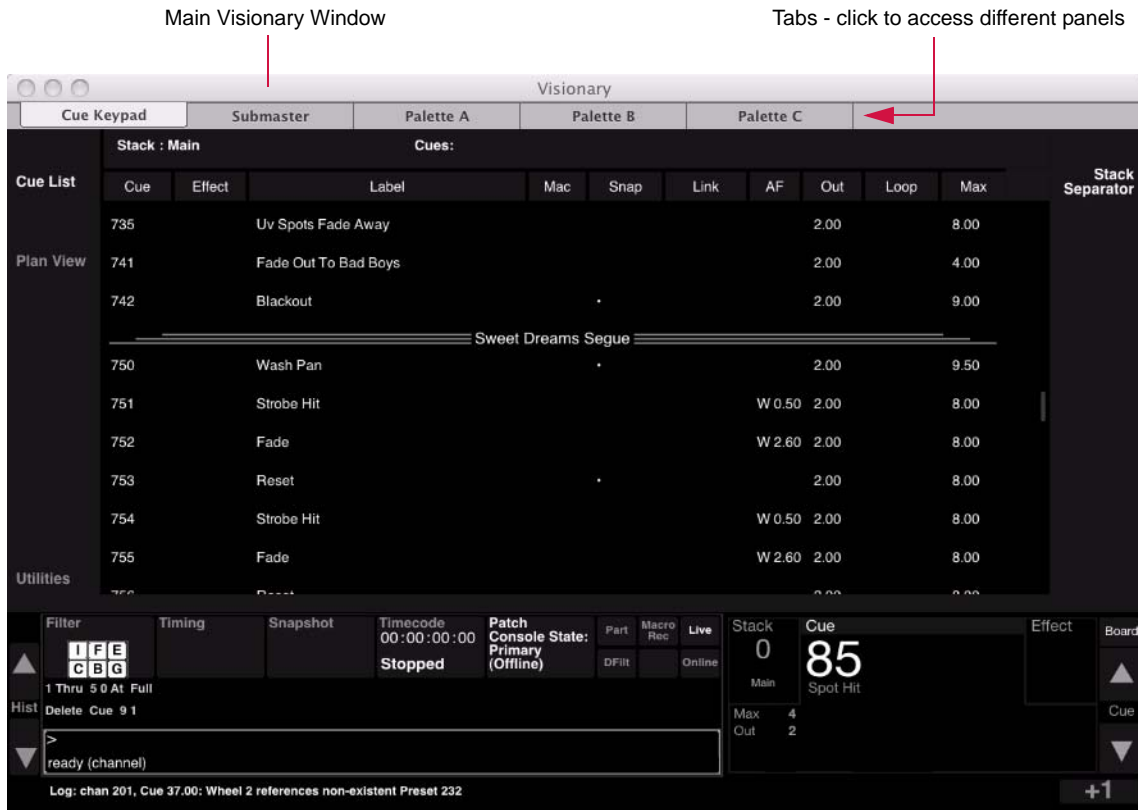 Main Visionary Window
Tabs - click to access different panels
Visionary
Cue Keypad Submaster Palette A Palette B Palette C
Stack : Main Cues:
Cue List
Stack Separator
Cue Effect Label Mac Snap Link AF Out Loop Max
735 Uv Spots Fade Away 2.00 8.00
Plan View
741 Fade Out To Bad Boys 2.00 4.00
742 Blackout • 2.00 9.00
Sweet Dreams Segue
750 Wash Pan • 2.00 9.50
751 Strobe Hit W 0.50 2.00 8.00
752 Fade W 2.60 2.00 8.00
753 Reset • 2.00 8.00
754 Strobe Hit W 0.50 2.00 8.00
755 Fade W 2.60 2.00 8.00
Utilities
Filter Timing Snapshot Timecode Patch
00:00:00:00 Console State:
Primary
Stopped (Offline)
I F E
C B G
Part Macro Rec Live
DFilt Online
Stack Cue Effect Board
0 85
Main Spot Hit
1 Thru 5 0 At Full
Hist Delete Cue 9 1
Max 4 Cue
Out 2
>
ready (channel)
Log: chan 201, Cue 37.00: Wheel 2 references non-existent Preset 232
+1